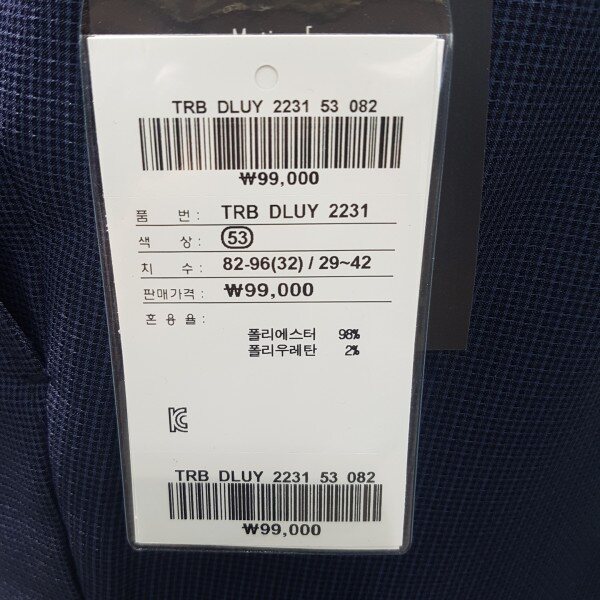 TRB DLUY 2231 53 082
₩99,000
품 번 : TRB DLUY 2231
색 상 : 53
치 수 : 82-96(32) / 29~42
판매가격 : ₩99,000
혼 용 율 :
폴리에스터 98%
폴리우레탄 2%
TRB DLUY 2231 53 082
₩99,000